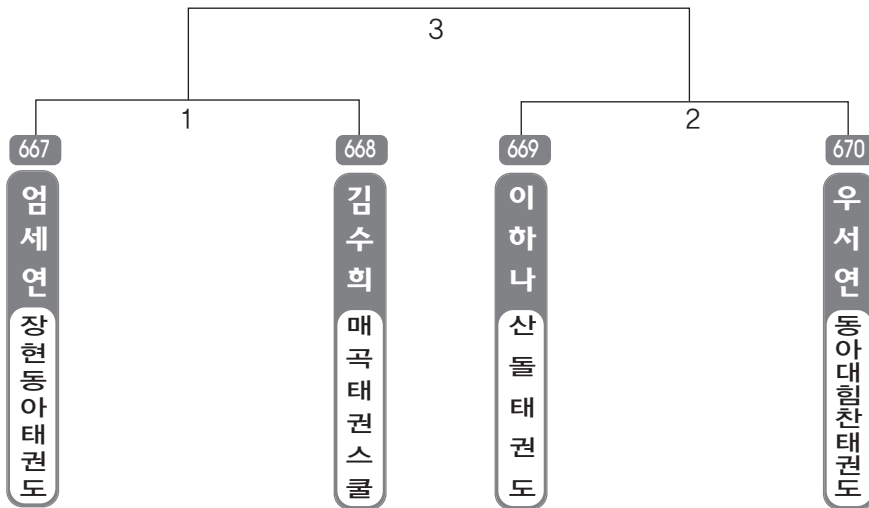 3
1
2
667
668
669
670
엄세연
김수희
이하나
우서연
장현동아태권도
매곡태권스쿨
산돌태권도
동아대힘찬태권도